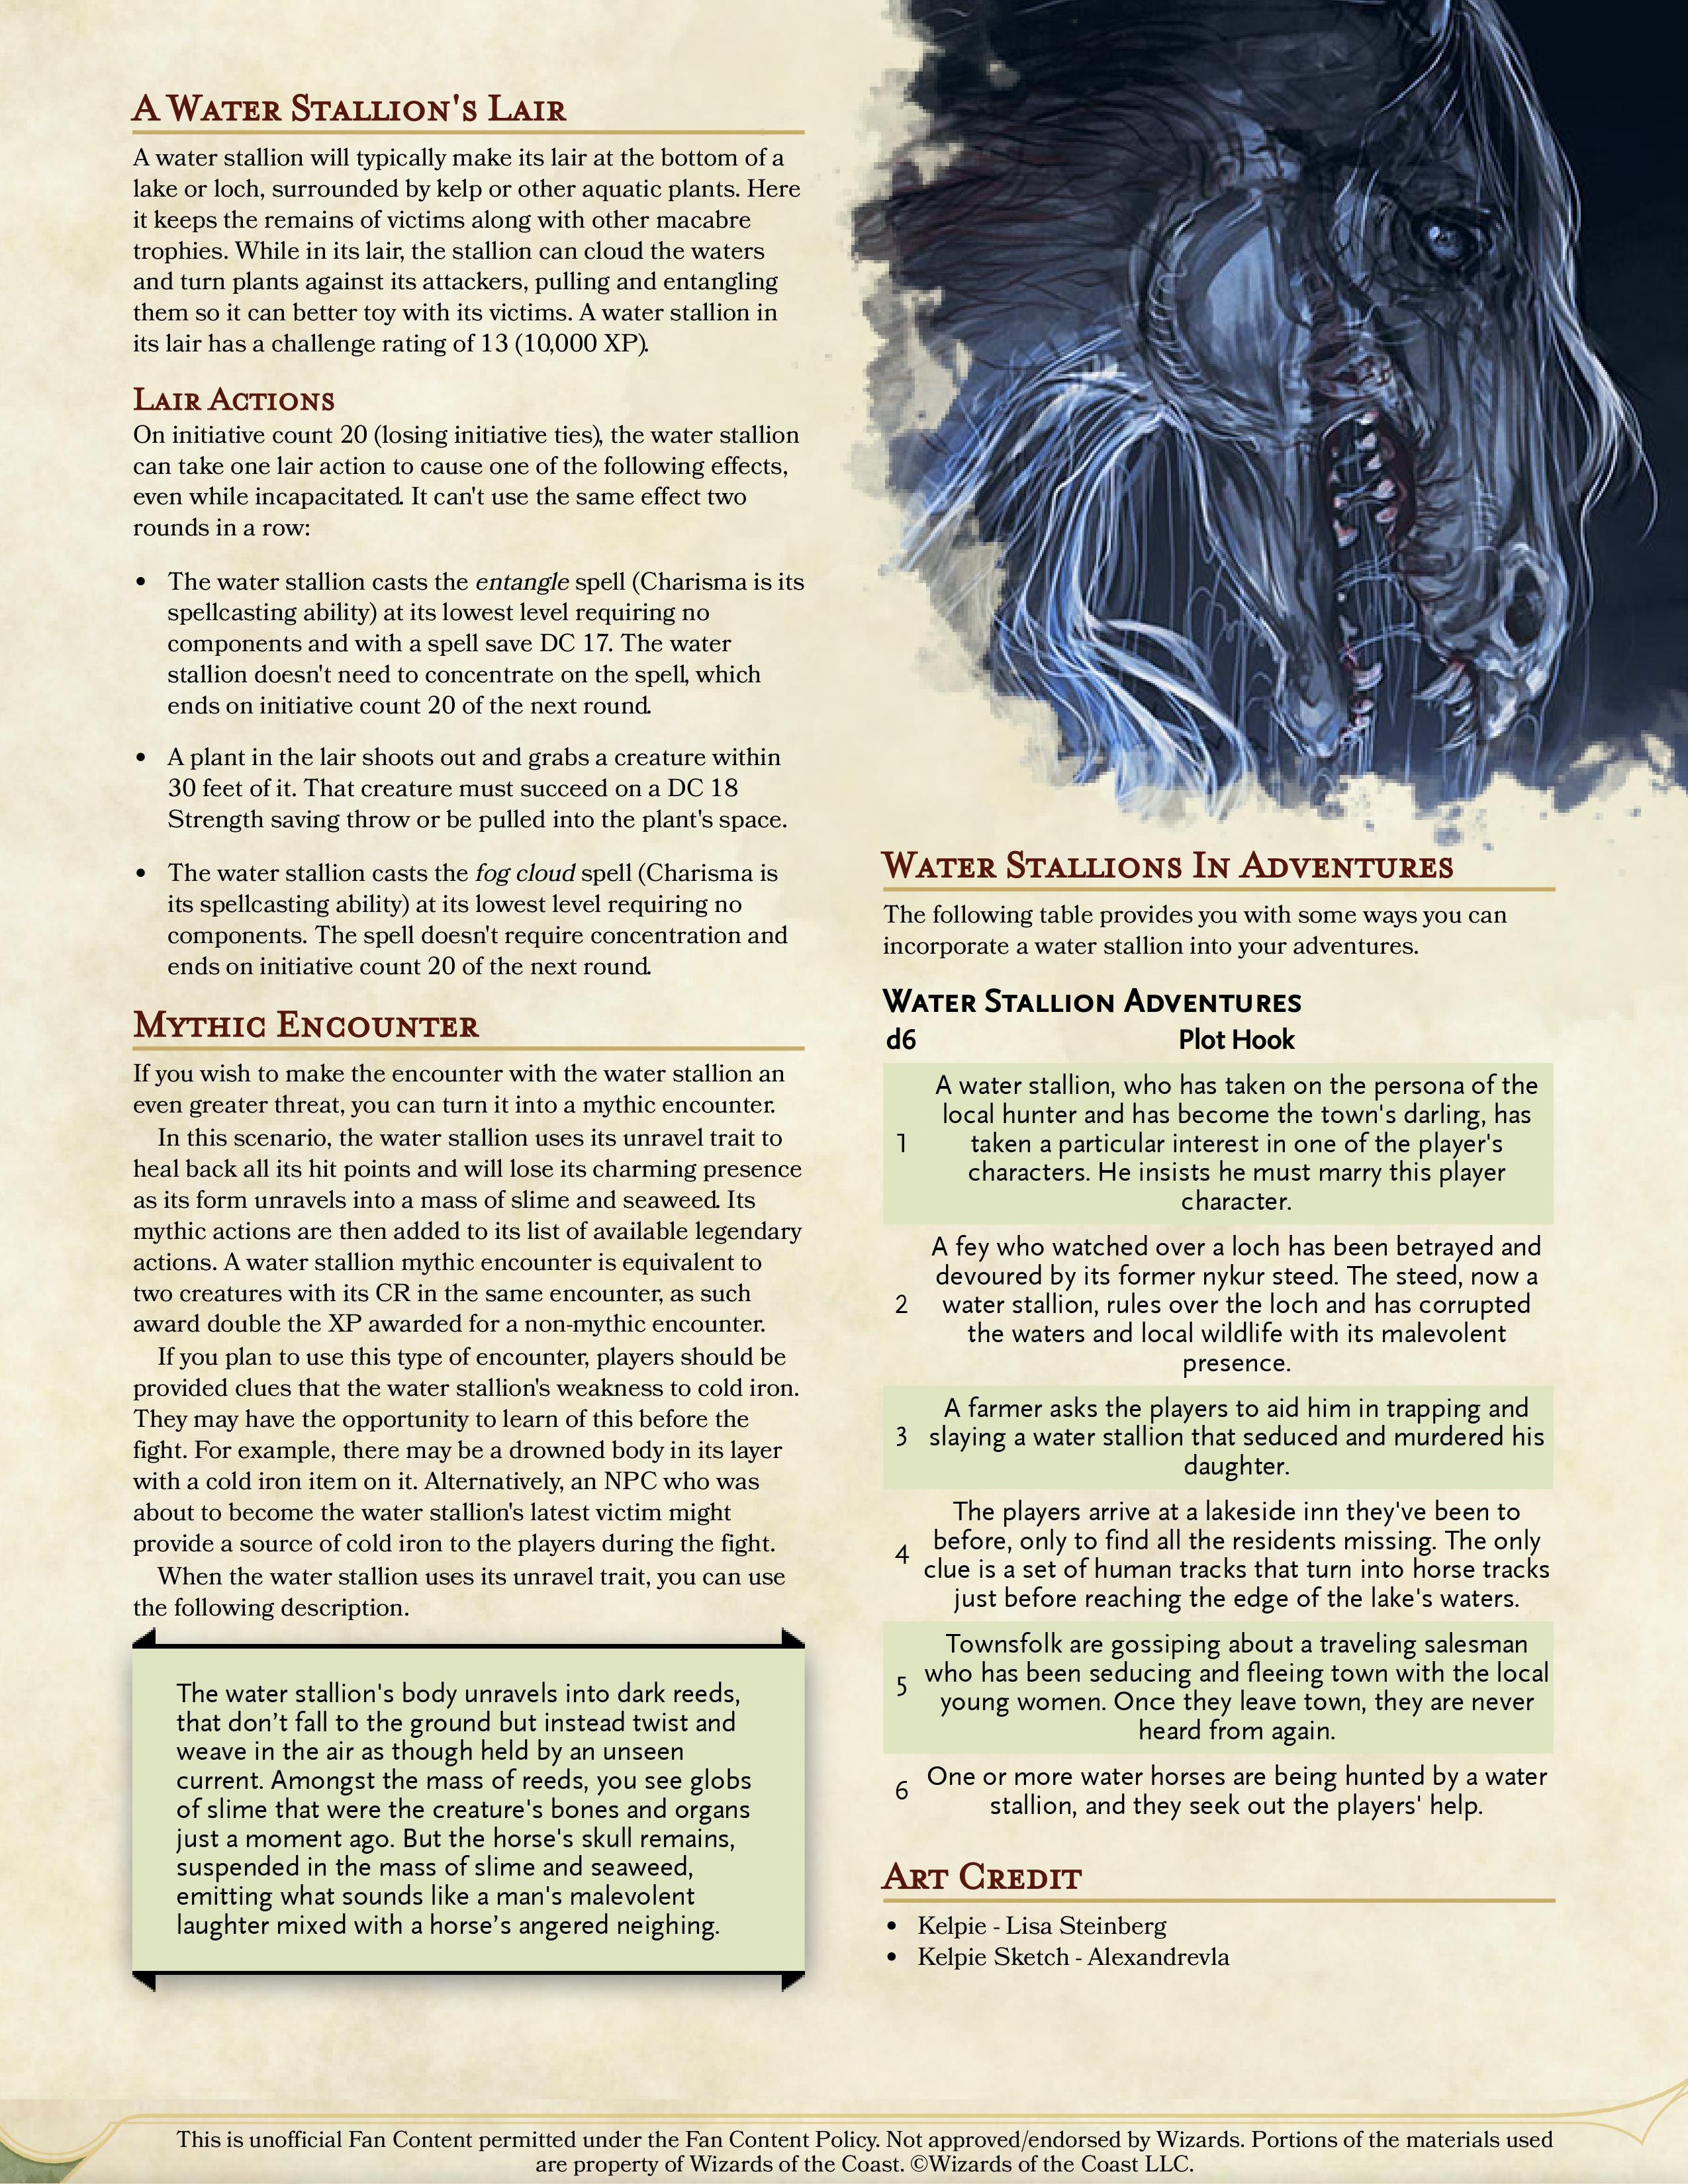 A Water Stallion's Lair
A water stallion will typically make its lair at the bottom of a
lake or loch, surrounded by kelp or other aquatic plants. Here
it keeps the remains of victims along with other macabre
trophies. While in its lair, the stallion can cloud the waters
and turn plants against its attackers, pulling and entangling
them so it can better toy with its victims. A water stallion in
its lair has a challenge rating of 13 (10,000 XP).
Lair Actions
On initiative count 20 (losing initiative ties), the water stallion
can take one lair action to cause one of the following effects,
even while incapacitated. It can't use the same effect two
rounds in a row:
• The water stallion casts the entangle spell (Charisma is its
spellcasting ability) at its lowest level requiring no
components and with a spell save DC 17. The water
stallion doesn't need to concentrate on the spell, which
ends on initiative count 20 of the next round.
• A plant in the lair shoots out and grabs a creature within
30 feet of it. That creature must succeed on a DC 18
Strength saving throw or be pulled into the plant's space.
• The water stallion casts the fog cloud spell (Charisma is
its spellcasting ability) at its lowest level requiring no
components. The spell doesn't require concentration and
ends on initiative count 20 of the next round.
Mythic Encounter
If you wish to make the encounter with the water stallion an
even greater threat, you can turn it into a mythic encounter.
In this scenario, the water stallion uses its unravel trait to
heal back all its hit points and will lose its charming presence
as its form unravels into a mass of slime and seaweed. Its
mythic actions are then added to its list of available legendary
actions. A water stallion mythic encounter is equivalent to
two creatures with its CR in the same encounter, as such
award double the XP awarded for a non-mythic encounter.
If you plan to use this type of encounter, players should be
provided clues that the water stallion's weakness to cold iron.
They may have the opportunity to learn of this before the
fight. For example, there may be a drowned body in its layer
with a cold iron item on it. Alternatively, an NPC who was
about to become the water stallion's latest victim might
provide a source of cold iron to the players during the fight.
When the water stallion uses its unravel trait, you can use
the following description.
The water stallion's body unravels into dark reeds,
that don’t fall to the ground but instead twist and
weave in the air as though held by an unseen
current. Amongst the mass of reeds, you see globs
of slime that were the creature's bones and organs
just a moment ago. But the horse's skull remains,
suspended in the mass of slime and seaweed,
emitting what sounds like a man's malevolent
laughter mixed with a horse’s angered neighing.
Water Stallions In Adventures
The following table provides you with some ways you can
incorporate a water stallion into your adventures.
Water Stallion Adventures
d6 Plot Hook
A water stallion, who has taken on the persona of the
local hunter and has become the town's darling, has
1 taken a particular interest in one of the player's
characters. He insists he must marry this player
character.
A fey who watched over a loch has been betrayed and
devoured by its former nykur steed. The steed, now a
2 water stallion, rules over the loch and has corrupted
the waters and local wildlife with its malevolent
presence.
A farmer asks the players to aid him in trapping and
3 slaying a water stallion that seduced and murdered his
daughter.
The players arrive at a lakeside inn they've been to
4 before, only to find all the residents missing. The only
clue is a set of human tracks that turn into horse tracks
just before reaching the edge of the lake's waters.
Townsfolk are gossiping about a traveling salesman
5 who has been seducing and fleeing town with the local
young women. Once they leave town, they are never
heard from again.
6 One or more water horses are being hunted by a water
stallion, and they seek out the players' help.
Art Credit
• Kelpie - Lisa Steinberg
• Kelpie Sketch - Alexandrevla
This is unofficial Fan Content permitted under the Fan Content Policy. Not approved/endorsed by Wizards. Portions of the materials used
are property of Wizards of the Coast. ©Wizards of the Coast LLC.